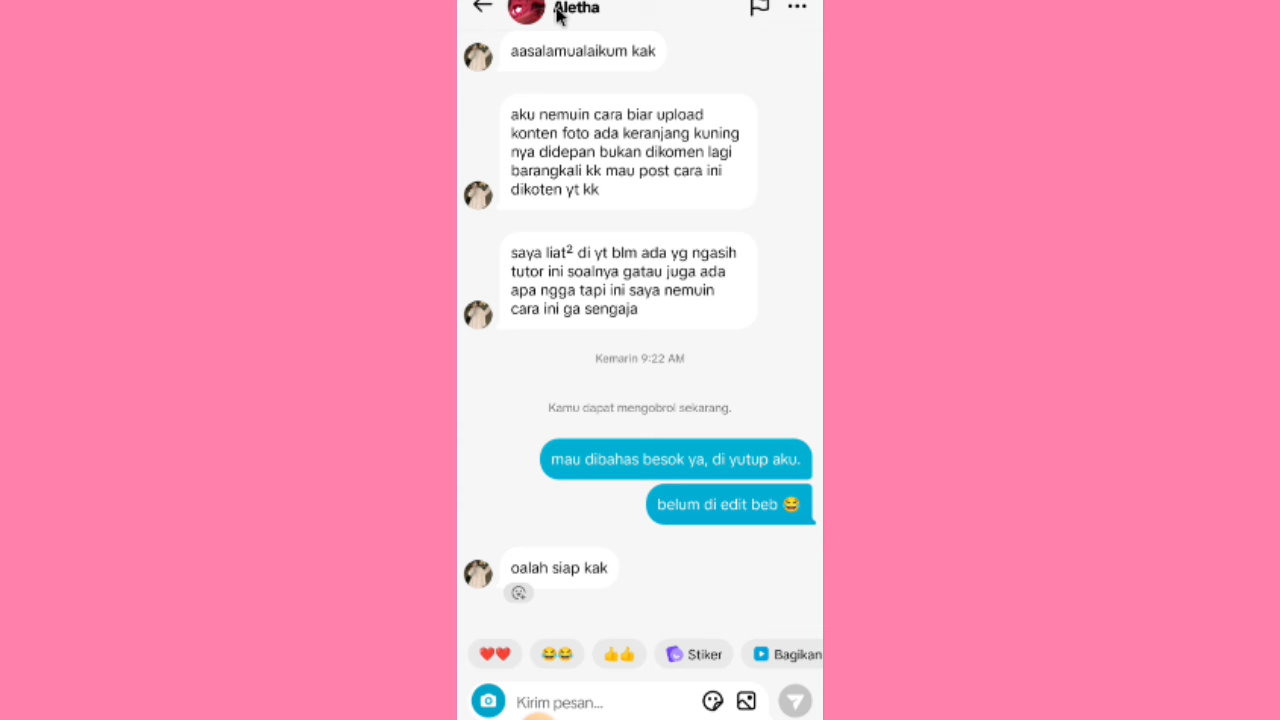 Aletha
aasalamualaikum kak
aku nemuin cara biar upload
konten foto ada keranjang kuning
nya didepan bukan dikomen lagi
barangkali kk mau post cara ini
dikoten yt kk
saya liat² di yt blm ada yg ngasih
tutor ini soalnya gatau juga ada
apa ngga tapi ini saya nemuin
cara ini ga sengaja
Kemarin 9:22 AM
Kamu dapat mengobrol sekarang.
mau dibahas besok ya, di yutup aku.
belum di edit beb 😂
oalah siap kak
❤️❤️ 😂😂 👍👍 Stiker Bagikan
Kirim pesan...